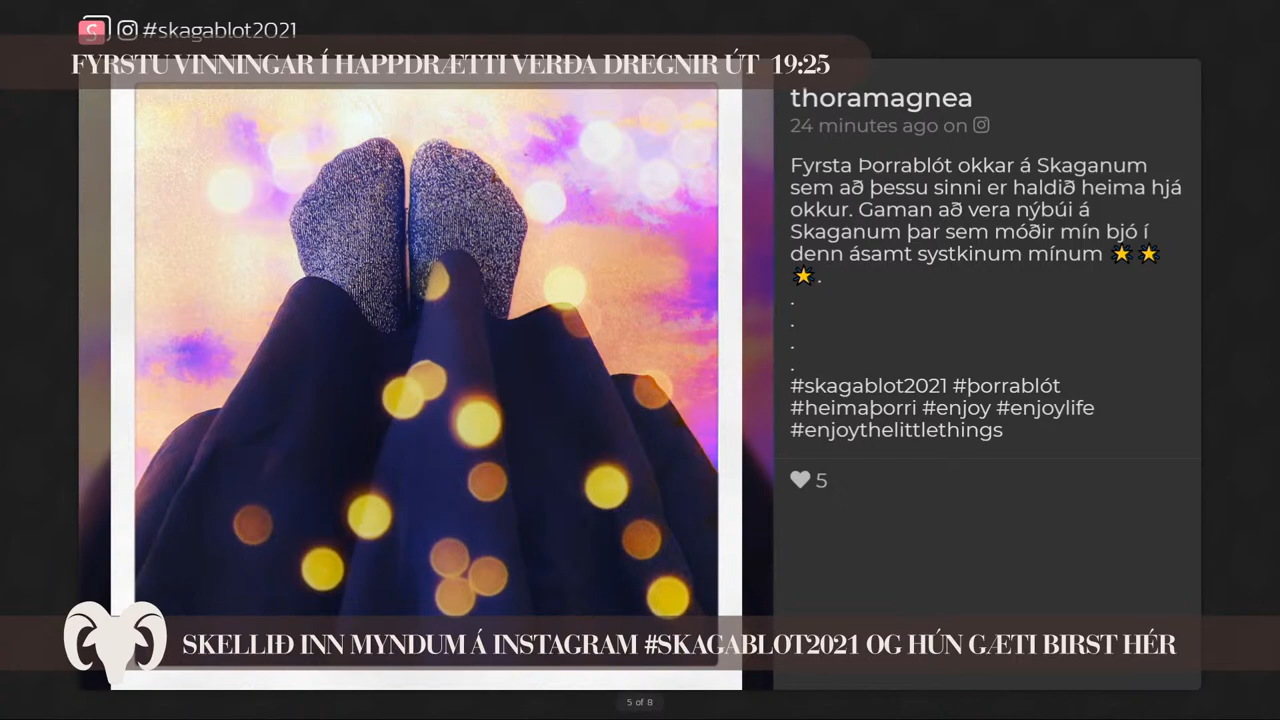 #skagablot2021
FYRSTU VINNINGAR Í HAPPDRÆTTI VERÐA DREGNIR ÚT 19:25
thoramagnea
24 minutes ago on
Fyrsta Þorrablót okkar á Skaganum
sem að þessu sinni er haldið heima hjá
okkur. Gaman að vera nýbúi á
Skaganum þar sem móðir mín bjó í
denn ásamt systkinum mínum 🌟🌟
🌟.
.
.
.
.
#skagablot2021 #þorrablót
#heimaþorri #enjoy #enjoylife
#enjoythelittlethings
5
SKELLIÐ INN MYNDUM Á INSTAGRAM #SKAGABLOT2021 OG HÚN GÆTI BIRST HÉR
5 of 8